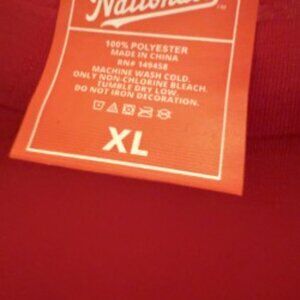 Nationals
™
100% POLYESTER
MADE IN CHINA
RN# 149458
MACHINE WASH COLD.
ONLY NON-CHLORINE BLEACH.
TUMBLE DRY LOW.
DO NOT IRON DECORATION.
XL